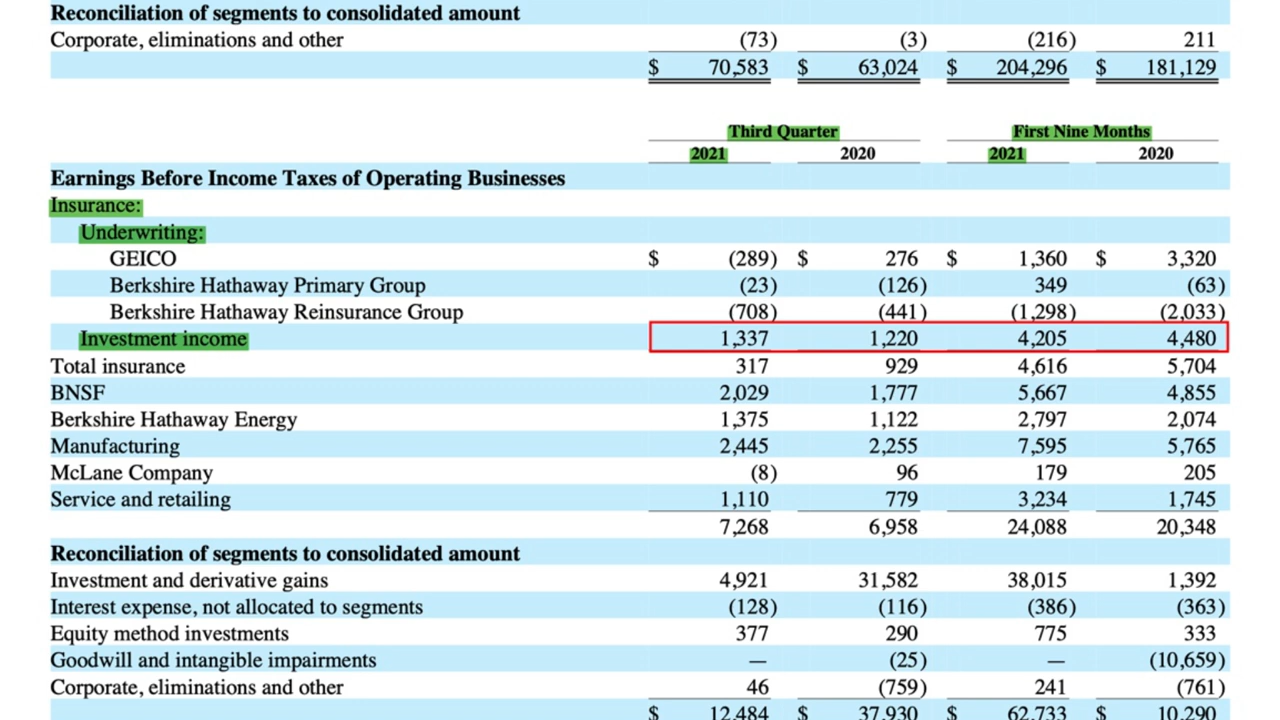 Reconciliation of segments to consolidated amount
Corporate, eliminations and other (73) (3) (216) 211
$ 70,583 $ 63,024 $ 204,296 $ 181,129
Third Quarter First Nine Months
2021 2020 2021 2020
Earnings Before Income Taxes of Operating Businesses
Insurance:
Underwriting:
GEICO $ (289) $ 276 $ 1,360 $ 3,320
Berkshire Hathaway Primary Group (23) (126) 349 (63)
Berkshire Hathaway Reinsurance Group (708) (441) (1,298) (2,033)
Investment income 1,337 1,220 4,205 4,480
Total insurance 317 929 4,616 5,704
BNSF 2,029 1,777 5,667 4,855
Berkshire Hathaway Energy 1,375 1,122 2,797 2,074
Manufacturing 2,445 2,255 7,595 5,765
McLane Company (8) 96 179 205
Service and retailing 1,110 779 3,234 1,745
7,268 6,958 24,088 20,348
Reconciliation of segments to consolidated amount
Investment and derivative gains 4,921 31,582 38,015 1,392
Interest expense, not allocated to segments (128) (116) (386) (363)
Equity method investments 377 290 775 333
Goodwill and intangible impairments — (25) — (10,659)
Corporate, eliminations and other 46 (759) 241 (761)
$ 12,484 $ 37,930 $ 62,733 $ 10,290